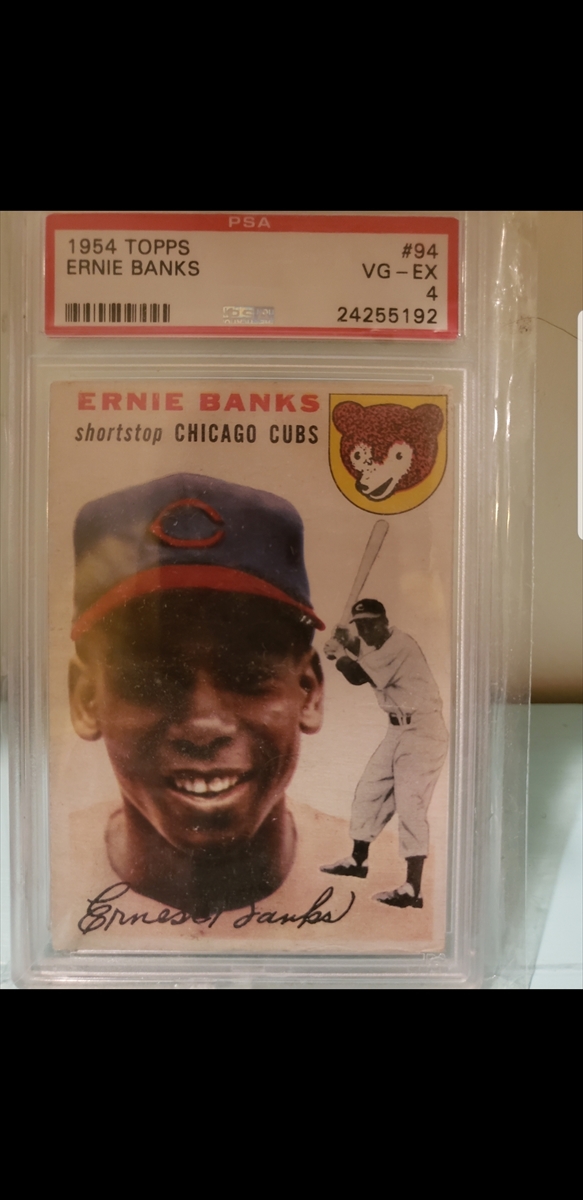 PSA
1954 TOPPS #94
ERNIE BANKS VG-EX
4
24255192
ERNIE BANKS
shortstop CHICAGO CUBS
C
Ernest Banks